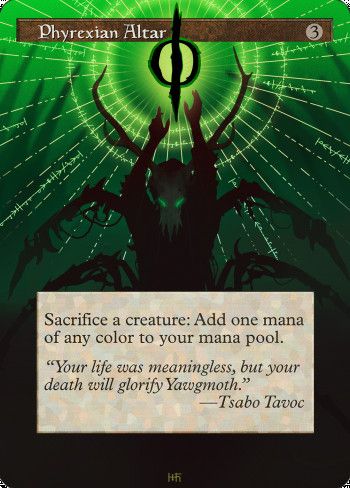 Phyrexian Altar
3
Sacrifice a creature: Add one mana
of any color to your mana pool.
“Your life was meaningless, but your
death will glorify Yawgmoth.”
—Tsabo Tavoc